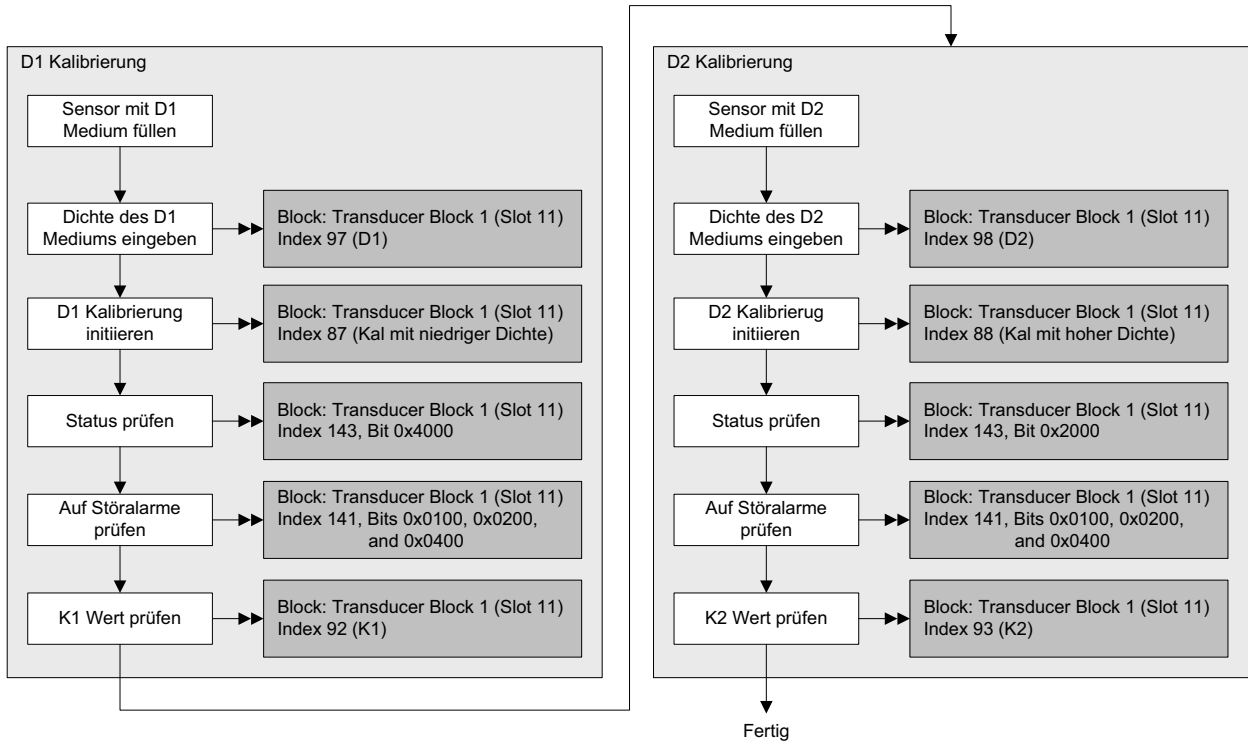 D1 Kalibrierung
Sensor mit D1
Medium füllen
Dichte des D1
Mediums eingeben
Block: Transducer Block 1 (Slot 11)
Index 97 (D1)
D1 Kalibrierung
initiieren
Block: Transducer Block 1 (Slot 11)
Index 87 (Kal mit niedriger Dichte)
Status prüfen
Block: Transducer Block 1 (Slot 11)
Index 143, Bit 0x4000
Auf Störalarme
prüfen
Block: Transducer Block 1 (Slot 11)
Index 141, Bits 0x0100, 0x0200,
and 0x0400
K1 Wert prüfen
Block: Transducer Block 1 (Slot 11)
Index 92 (K1)
D2 Kalibrierung
Sensor mit D2
Medium füllen
Dichte des D2
Mediums eingeben
Block: Transducer Block 1 (Slot 11)
Index 98 (D2)
D2 Kalibrierug
initiieren
Block: Transducer Block 1 (Slot 11)
Index 88 (Kal mit hoher Dichte)
Status prüfen
Block: Transducer Block 1 (Slot 11)
Index 143, Bit 0x2000
Auf Störalarme
prüfen
Block: Transducer Block 1 (Slot 11)
Index 141, Bits 0x0100, 0x0200,
and 0x0400
K2 Wert prüfen
Block: Transducer Block 1 (Slot 11)
Index 93 (K2)
Fertig